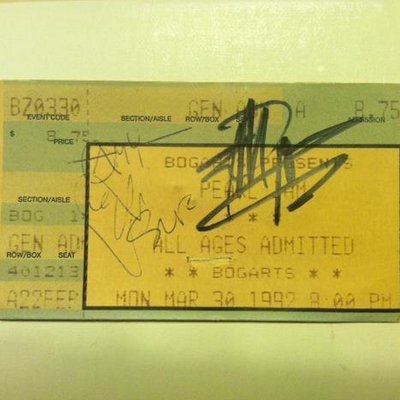 BZ0330 GEN A A 8.75
EVENT CODE SECTION/AISLE ROW/BOX ADMISSION
$ 8.75
PRICE
BOGART PRESENTS
SECTION/AISLE PEARL JAM
BOG 1
GEN AD ALL AGES ADMITTED
ROW/BOX SEAT
401213 * * BOGARTS * *
A22FEB MON MAR 30 1992 8:00 PM